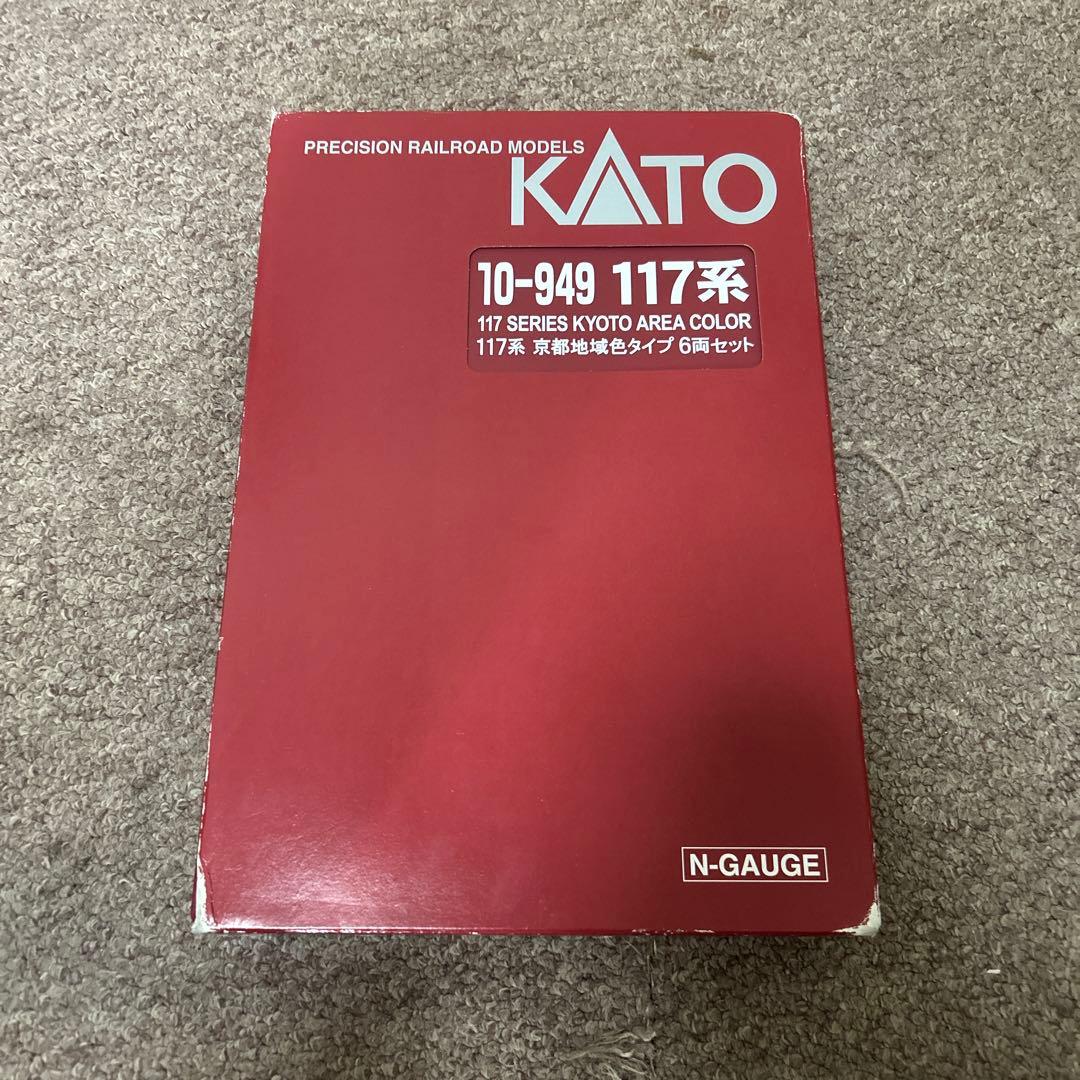 PRECISION RAILROAD MODELS
KATO
10-949 117系
117 SERIES KYOTO AREA COLOR
117系 京都地域色タイプ 6両セット
N-GAUGE